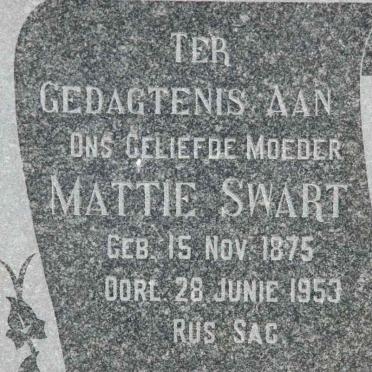 TER
GEDAGTENIS AAN
ONS GELIEFDE MOEDER
MATTIE SWART
GEB. 15 NOV. 1875
OORL. 28 JUNIE 1953
RUS SAG